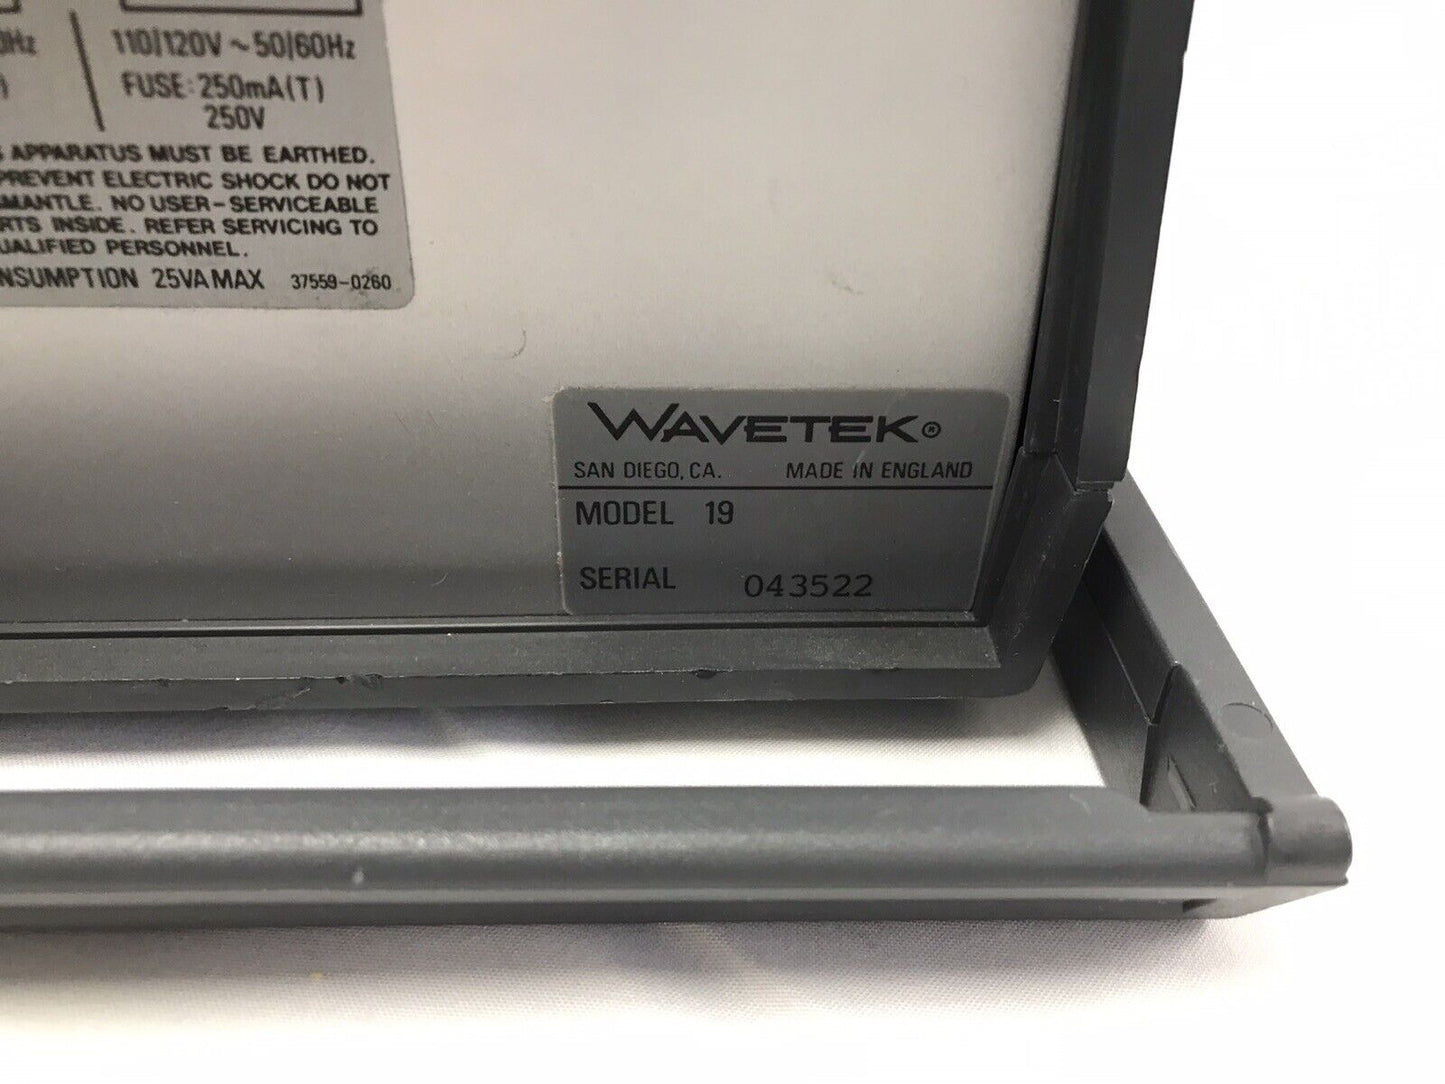 110/120V ~ 50/60Hz
FUSE: 250mA(T)
250V
APPARATUS MUST BE EARTHED.
PREVENT ELECTRIC SHOCK DO NOT
MANTLE. NO USER-SERVICEABLE
RTS INSIDE. REFER SERVICING TO
UALIFIED PERSONNEL.
NSUMPTION 25VA MAX 37559-0260
WAVETEK®
SAN DIEGO, CA. MADE IN ENGLAND
MODEL 19
SERIAL 043522